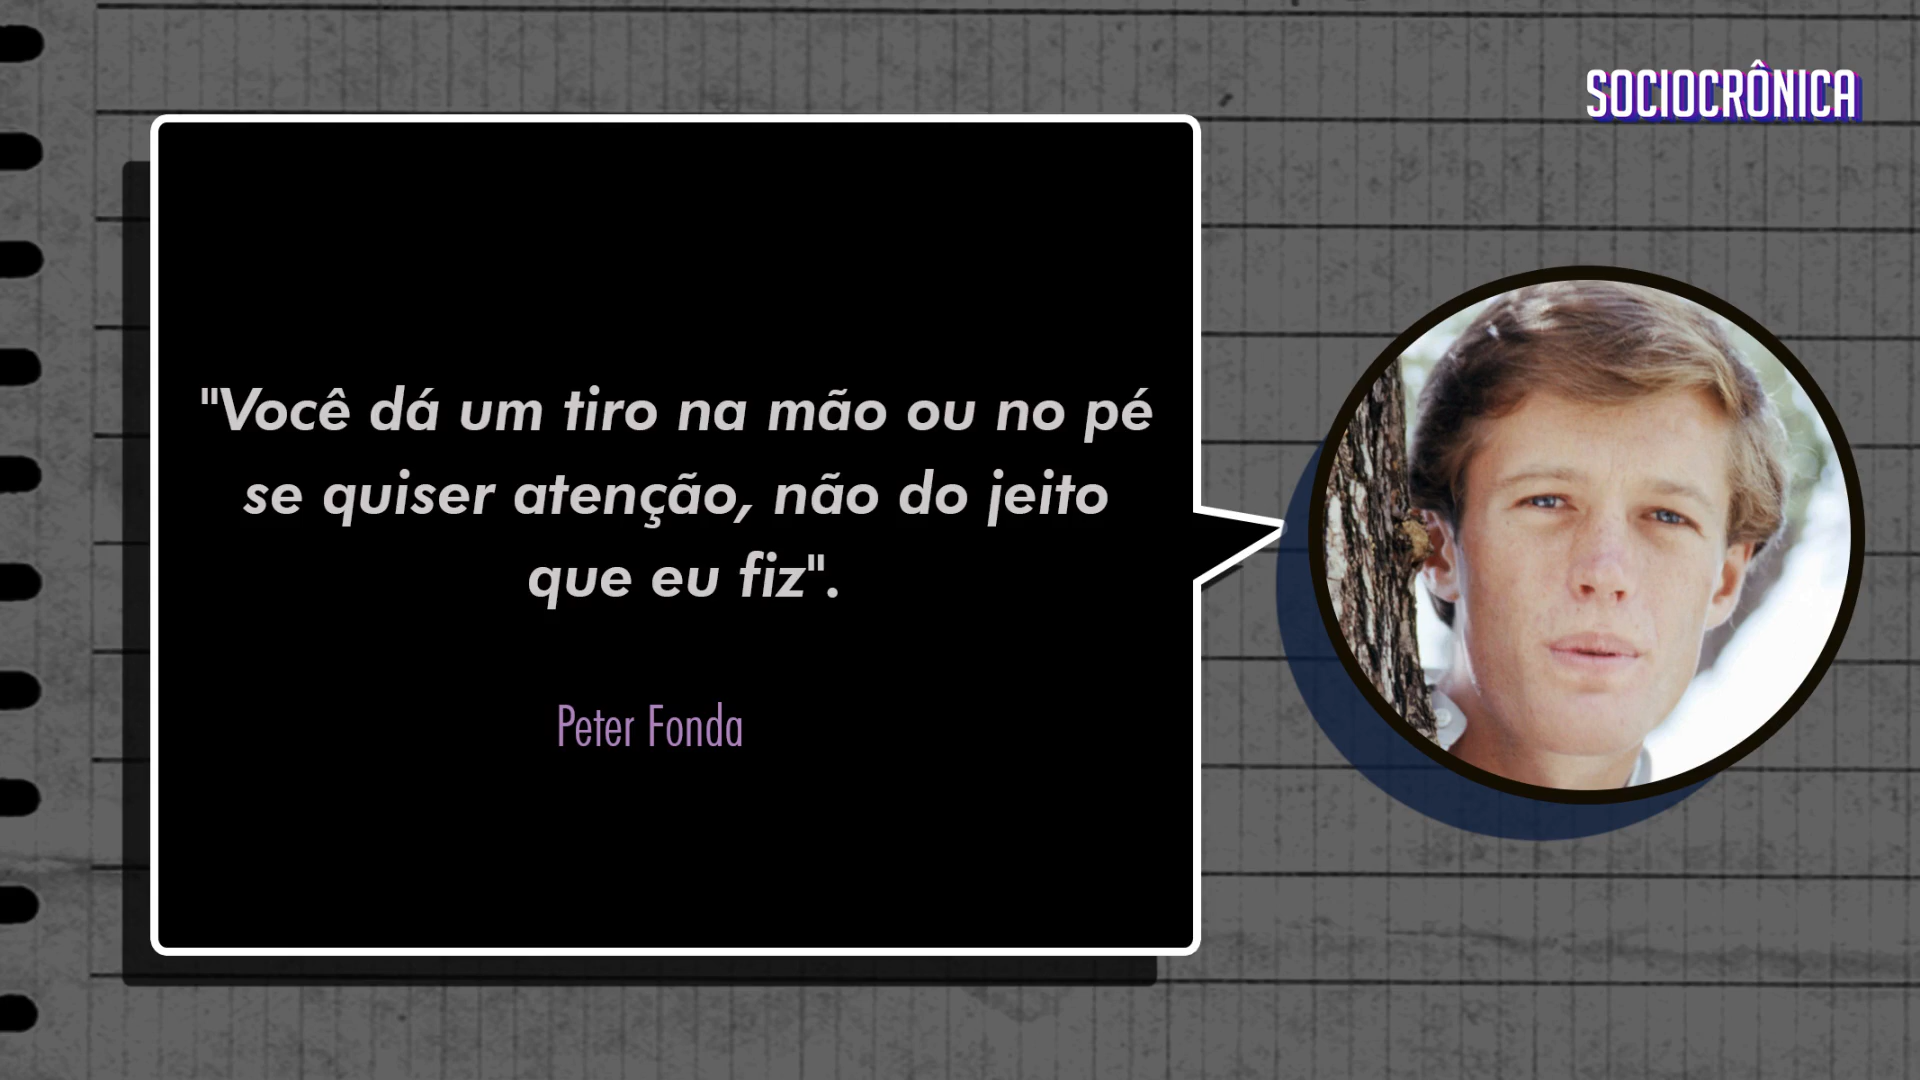 SOCIOCRÔNICA
"Você dá um tiro na mão ou no pé
se quiser atenção, não do jeito
que eu fiz".
Peter Fonda